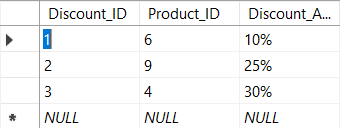 Discount_ID Product_ID Discount_A...
1 6 10%
2 9 25%
3 4 30%
NULL NULL NULL